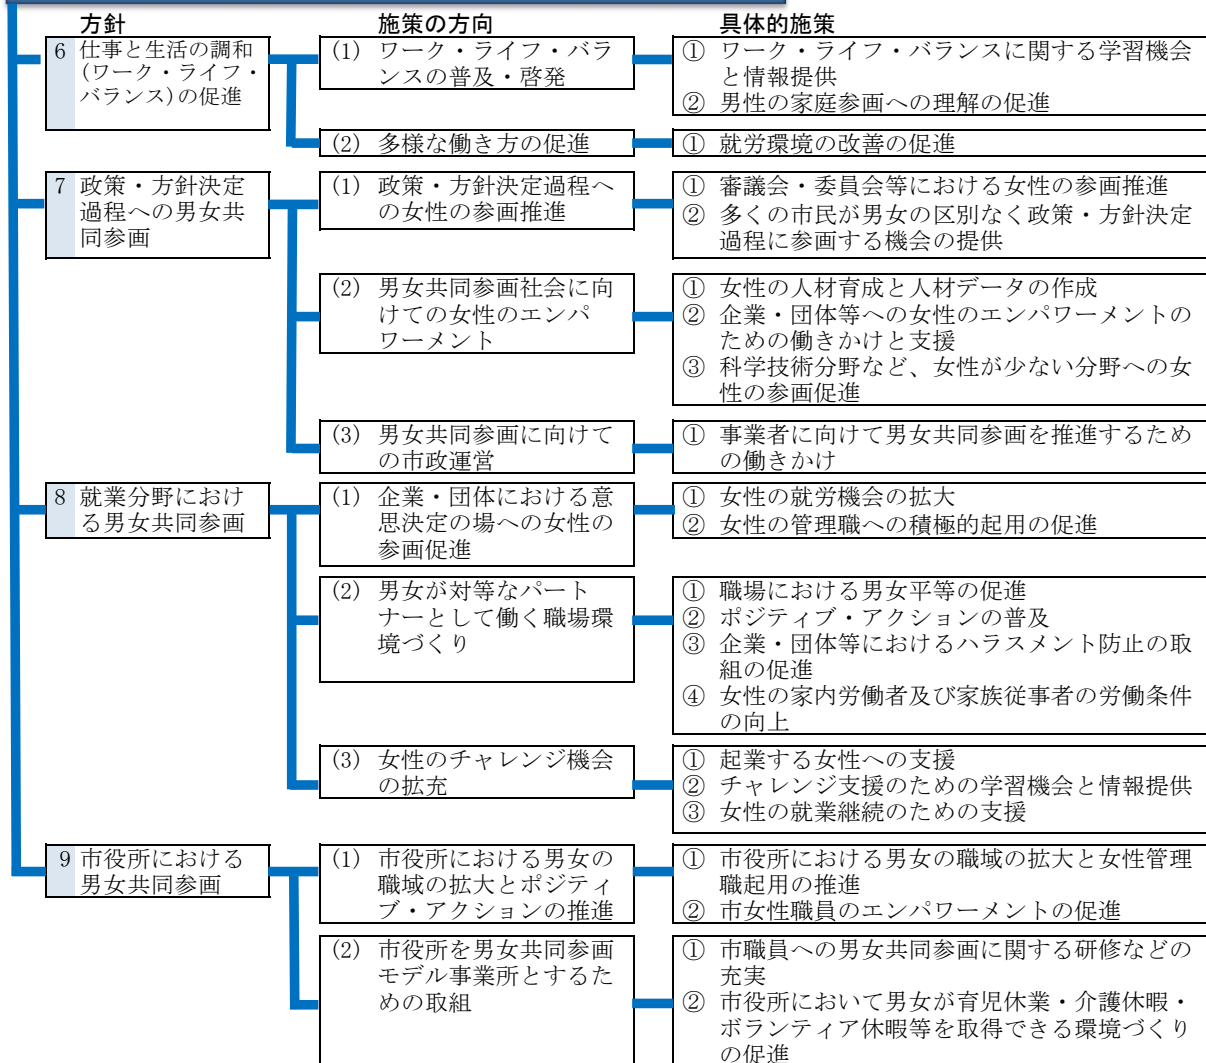 方針 施策の方向 具体的施策
6 仕事と生活の調和
(ワーク・ライフ・
バランス)の促進
(1) ワーク・ライフ・バラ
ンスの普及・啓発
① ワーク・ライフ・バランスに関する学習機会
と情報提供
② 男性の家庭参画への理解の促進
(2) 多様な働き方の促進
① 就労環境の改善の促進
7 政策・方針決定
過程への男女共
同参画
(1) 政策・方針決定過程へ
の女性の参画推進
① 審議会・委員会等における女性の参画推進
② 多くの市民が男女の区別なく政策・方針決定
過程に参画する機会の提供
(2) 男女共同参画社会に向
けての女性のエンパ
ワーメント
① 女性の人材育成と人材データの作成
② 企業・団体等への女性のエンパワーメントの
ための働きかけと支援
③ 科学技術分野など、女性が少ない分野への女
性の参画促進
(3) 男女共同参画に向けて
の市政運営
① 事業者に向けて男女共同参画を推進するため
の働きかけ
8 就業分野におけ
る男女共同参画
(1) 企業・団体における意
思決定の場への女性の
参画促進
① 女性の就労機会の拡大
② 女性の管理職への積極的起用の促進
(2) 男女が対等なパート
ナーとして働く職場環
境づくり
① 職場における男女平等の促進
② ポジティブ・アクションの普及
③ 企業・団体等におけるハラスメント防止の取
組の促進
④ 女性の家内労働者及び家族従事者の労働条件
の向上
(3) 女性のチャレンジ機会
の拡充
① 起業する女性への支援
② チャレンジ支援のための学習機会と情報提供
③ 女性の就業継続のための支援
9 市役所における
男女共同参画
(1) 市役所における男女の
職域の拡大とポジティ
ブ・アクションの推進
① 市役所における男女の職域の拡大と女性管理
職起用の推進
② 市女性職員のエンパワーメントの促進
(2) 市役所を男女共同参画
モデル事業所とするた
めの取組
① 市職員への男女共同参画に関する研修などの
充実
② 市役所において男女が育児休業・介護休暇・
ボランティア休暇等を取得できる環境づくり
の促進